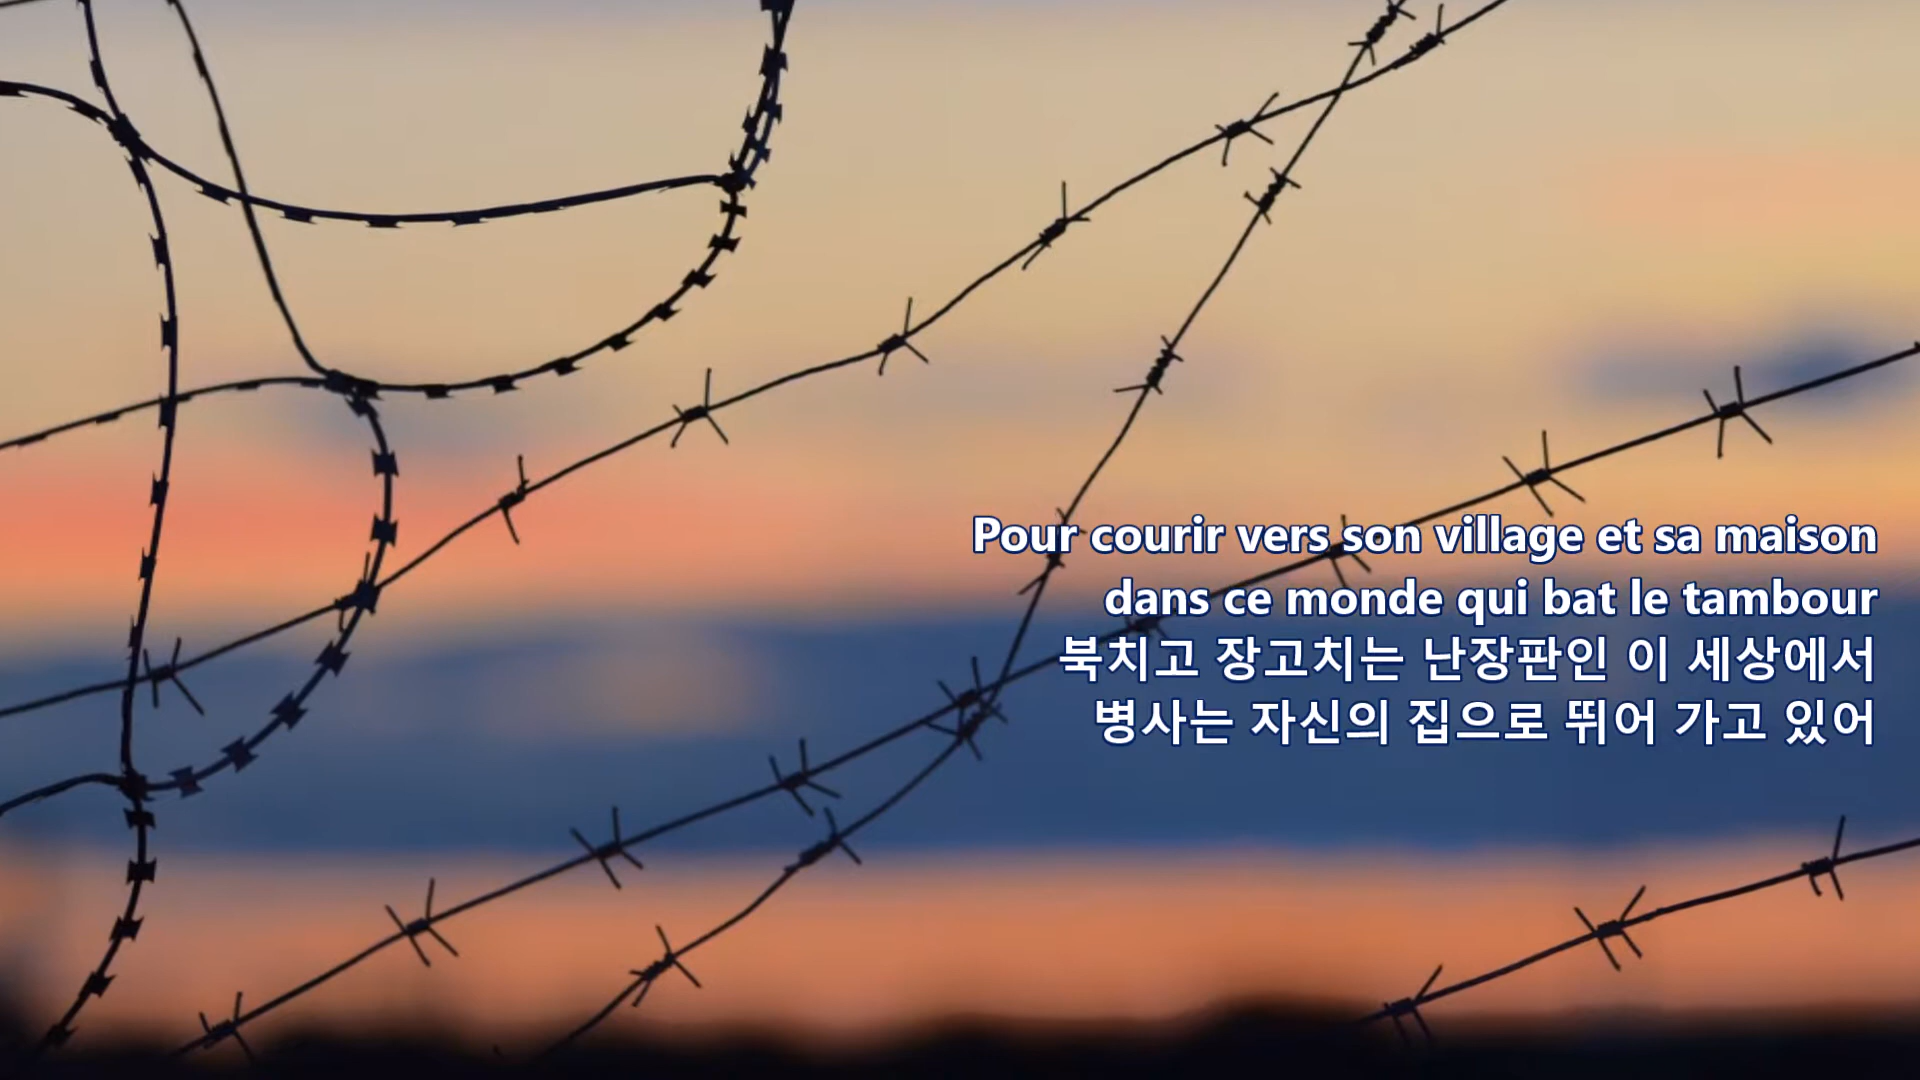 Pour courir vers son village et sa maison
dans ce monde qui bat le tambour
북치고 장고치는 난장판인 이 세상에서
병사는 자신의 집으로 뛰어 가고 있어